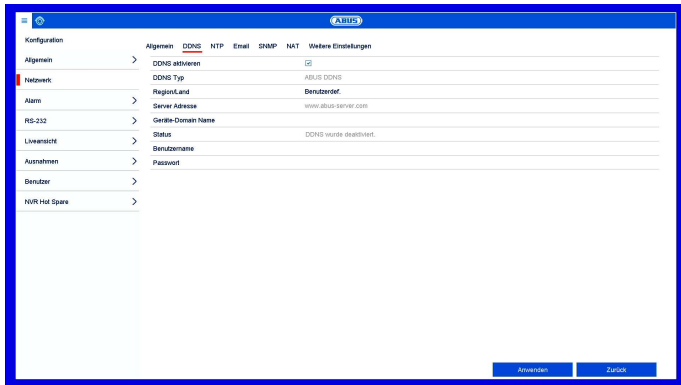 ABUS
Konfiguration
Allgemein
Netzwerk
Alarm
RS-232
Liveansicht
Ausnahmen
Benutzer
NVR Hot Spare
Allgemein DDNS NTP Email SNMP NAT Weitere Einstellungen
DDNS aktivieren
DDNS Typ ABUS DDNS
Region/Land Benutzerdef.
Server Adresse www.abus-server.com
Geräte-Domain Name
Status DDNS wurde deaktiviert.
Benutzername
Passwort
Anwenden Zurück